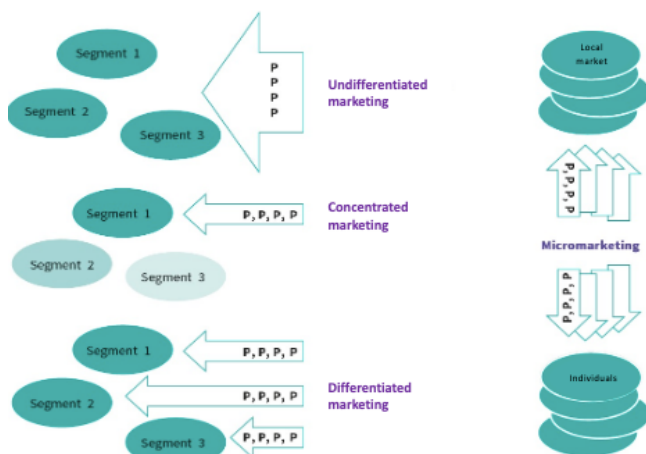 Segment 1
Segment 2
Segment 3
P
P
P
P
Undifferentiated
marketing
Segment 1
P, P, P, P
Segment 2
Segment 3
Concentrated
marketing
Segment 1
P, P, P, P
Segment 2
P, P, P, P
Segment 3
P, P, P, P
Differentiated
marketing
Local
market
P, P, P, P
Micromarketing
P, P, P, P
Individuals